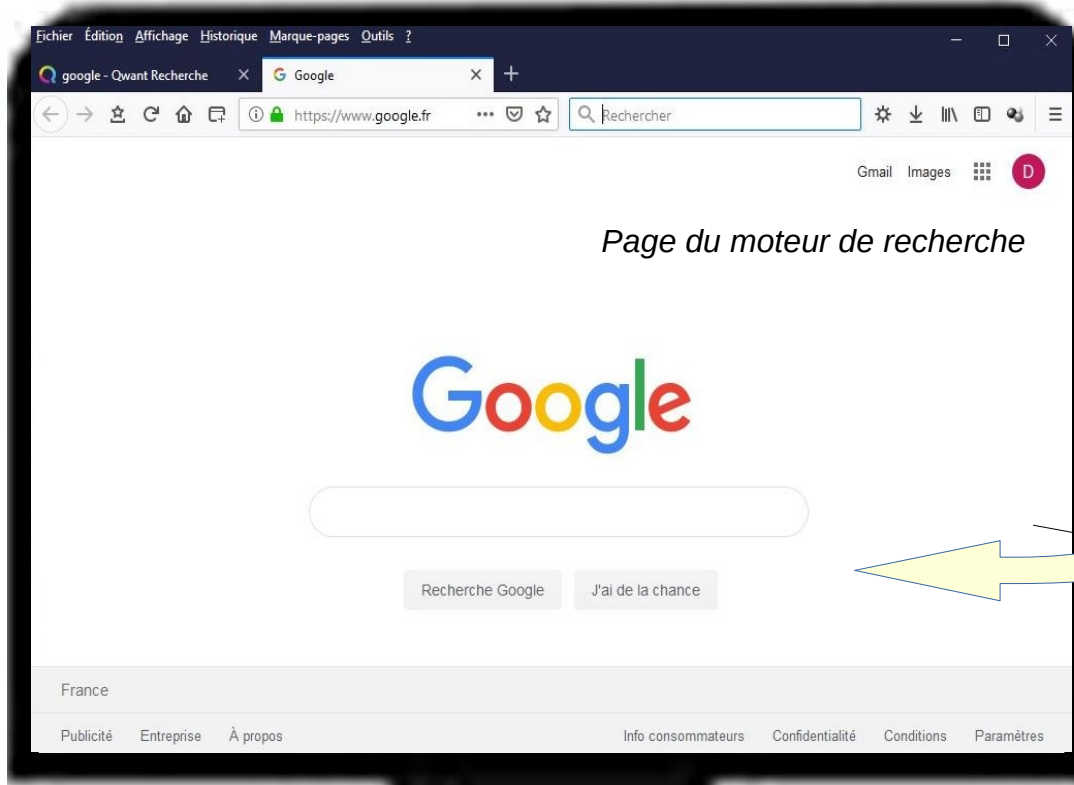 Fichier Édition Affichage Historique Marque-pages Outils ?
google - Qwant Recherche
Google
https://www.google.fr
Rechercher
Gmail Images
D
Page du moteur de recherche
Google
Recherche Google
J'ai de la chance
France
Publicité Entreprise À propos Info consommateurs Confidentialité Conditions Paramètres